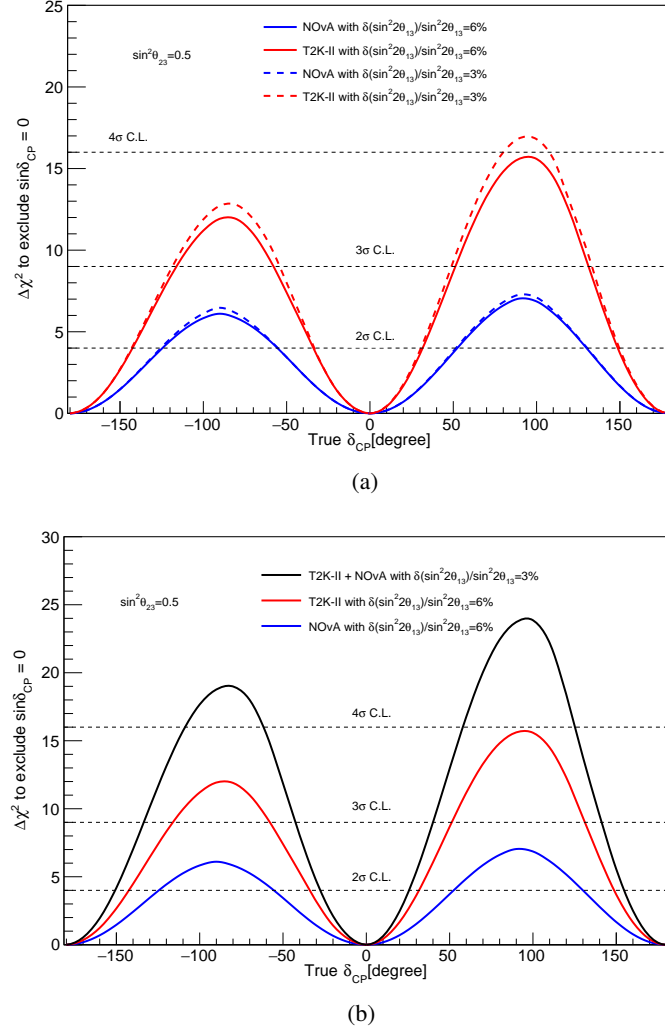 25
20
15
10
5
0
Δχ² to exclude sinδCP = 0
sin²θ23=0.5
NOvA with δ(sin²2θ13)/sin²2θ13=6%
T2K-II with δ(sin²2θ13)/sin²2θ13=6%
NOvA with δ(sin²2θ13)/sin²2θ13=3%
T2K-II with δ(sin²2θ13)/sin²2θ13=3%
4σ C.L.
3σ C.L.
2σ C.L.
−150 −100 −50 0 50 100 150
True δCP[degree]
(a)
30
25
20
15
10
5
0
Δχ² to exclude sinδCP = 0
sin²θ23=0.5
T2K-II + NOvA with δ(sin²2θ13)/sin²2θ13=3%
T2K-II with δ(sin²2θ13)/sin²2θ13=6%
NOvA with δ(sin²2θ13)/sin²2θ13=6%
4σ C.L.
3σ C.L.
2σ C.L.
−150 −100 −50 0 50 100 150
True δCP[degree]
(b)